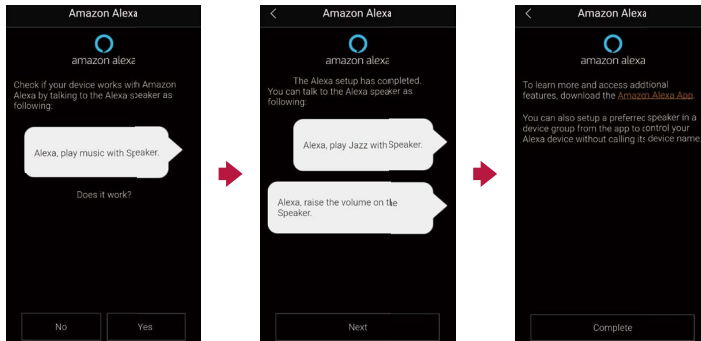 Amazon Alexa
amazon alexa
Check if your device works with Amazon
Alexa by talking to the Alexa speaker as
following:
Alexa, play music with Speaker.
Does it work?
No
Yes
Amazon Alexa
amazon alexa
The Alexa setup has completed.
You can talk to the Alexa speaker as
following:
Alexa, play Jazz with Speaker.
Alexa, raise the volume on the
Speaker.
Next
Amazon Alexa
amazon alexa
To learn more and access addtional
features, download the Amazon Alexa App.
You can also setup a preferred speaker in a
device group from the app to control your
Alexa device without calling its device name
Complete